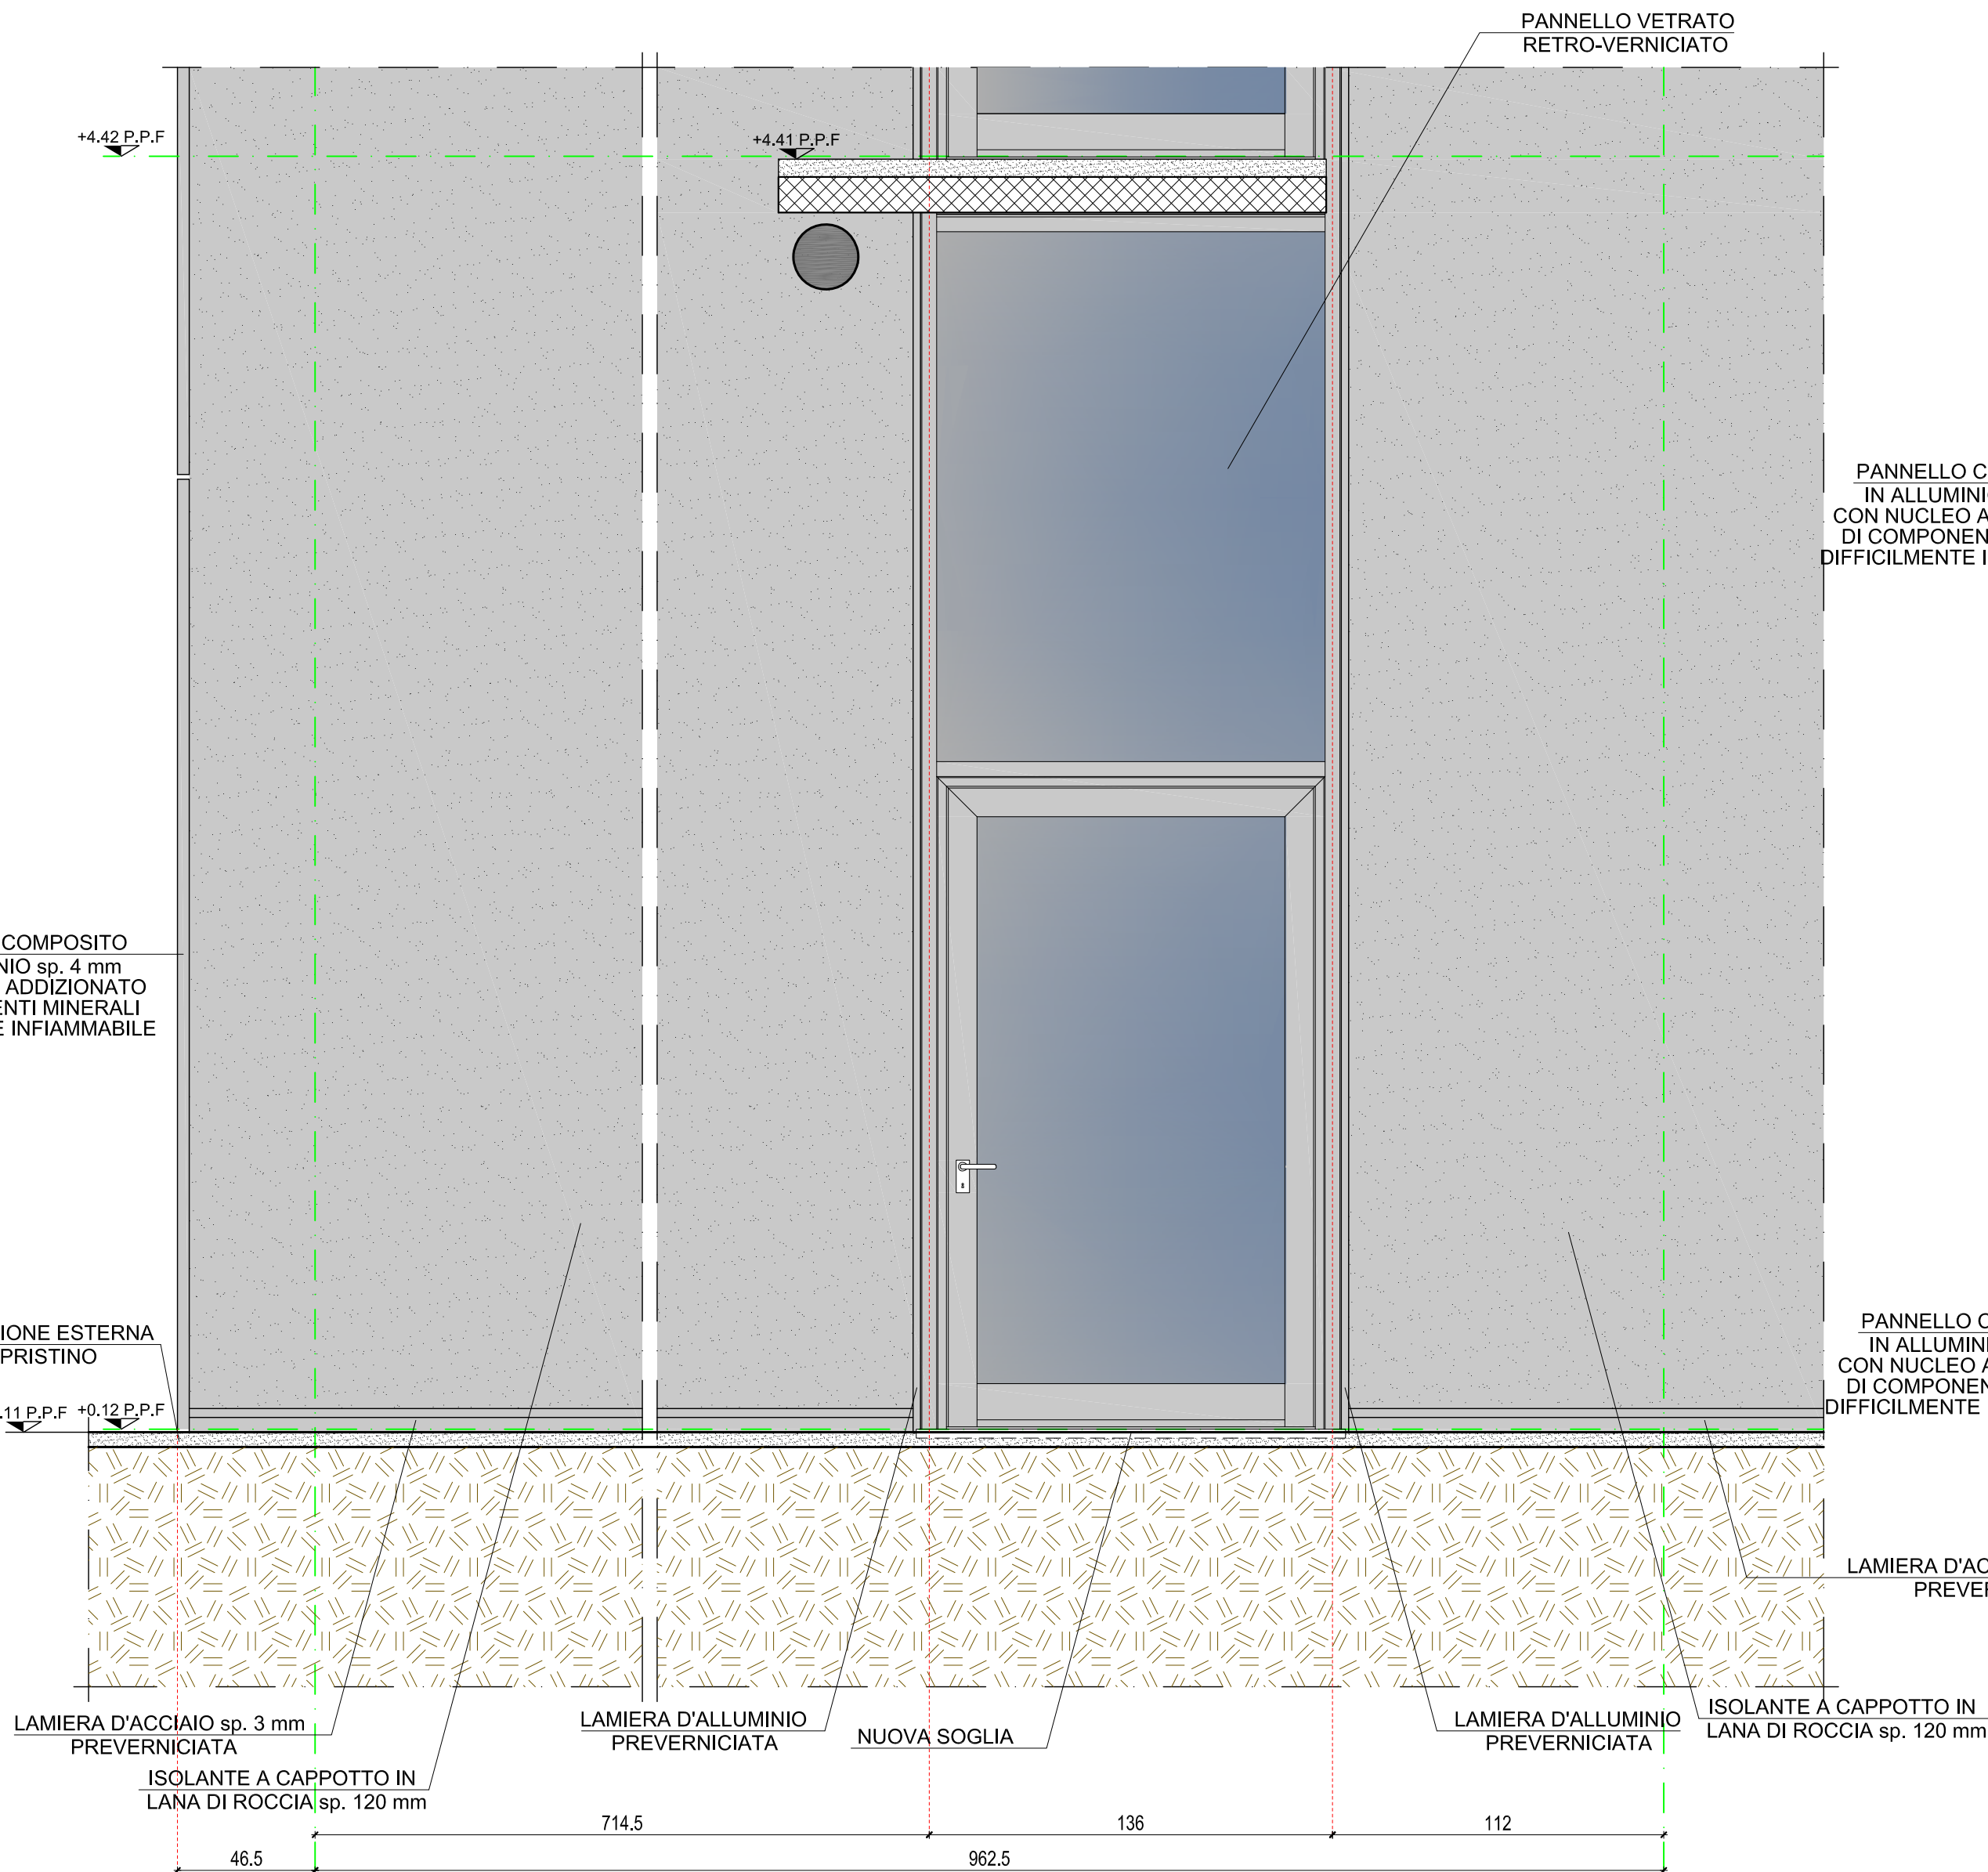 PANNELLO VETRATO
RETRO-VERNICIATO
+4.42 P.P.F
+4.41 P.P.F
PANNELLO C
IN ALLUMINI
CON NUCLEO A
DI COMPONEN
DIFFICILMENTE I
COMPOSITO
NIO sp. 4 mm
ADDIZIONATO
ENTI MINERALI
E INFIAMMABILE
IONE ESTERNA
PRISTINO
.11 P.P.F
+0.12 P.P.F
PANNELLO C
IN ALLUMIN
CON NUCLEO A
DI COMPONEN
DIFFICILMENTE
LAMIERA D'AC
PREVER
LAMIERA D'ACCIAIO sp. 3 mm
PREVERNICIATA
ISOLANTE A CAPPOTTO IN
LANA DI ROCCIA sp. 120 mm
LAMIERA D'ALLUMINIO
PREVERNICIATA
NUOVA SOGLIA
LAMIERA D'ALLUMINIO
PREVERNICIATA
ISOLANTE A CAPPOTTO IN
LANA DI ROCCIA sp. 120 mm
714.5
136
112
46.5
962.5